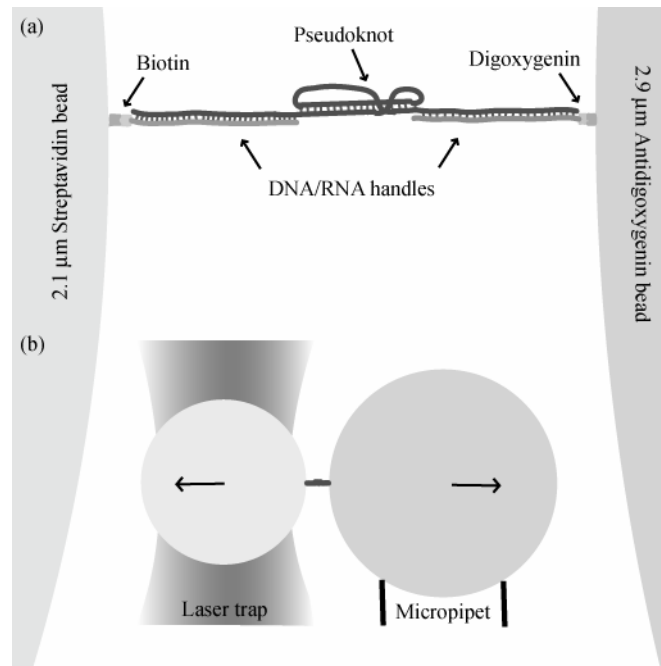 (a)
Pseudoknot
Biotin
Digoxygenin
DNA/RNA handles
2.1 μm Streptavidin bead
2.9 μm Antidigoxygenin bead
(b)
Laser trap
Micropipet